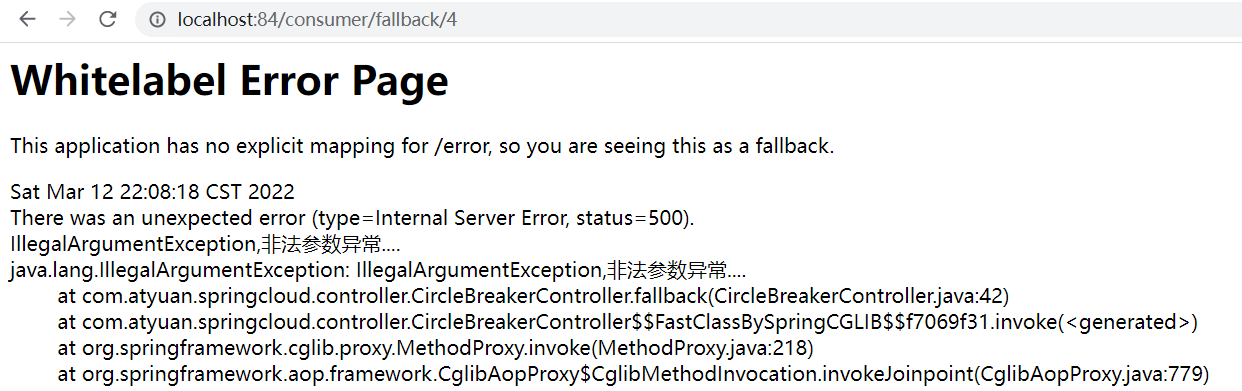 localhost:84/consumer/fallback/4
Whitelabel Error Page
This application has no explicit mapping for /error, so you are seeing this as a fallback.
Sat Mar 12 22:08:18 CST 2022
There was an unexpected error (type=Internal Server Error, status=500).
IllegalArgumentException,非法参数异常....
java.lang.IllegalArgumentException: IllegalArgumentException,非法参数异常....
at com.atyuan.springcloud.controller.CircleBreakerController.fallback(CircleBreakerController.java:42)
at com.atyuan.springcloud.controller.CircleBreakerController$$FastClassBySpringCGLIB$$f7069f31.invoke(<generated>)
at org.springframework.cglib.proxy.MethodProxy.invoke(MethodProxy.java:218)
at org.springframework.aop.framework.CglibAopProxy$CglibMethodInvocation.invokeJoinpoint(CglibAopProxy.java:779)